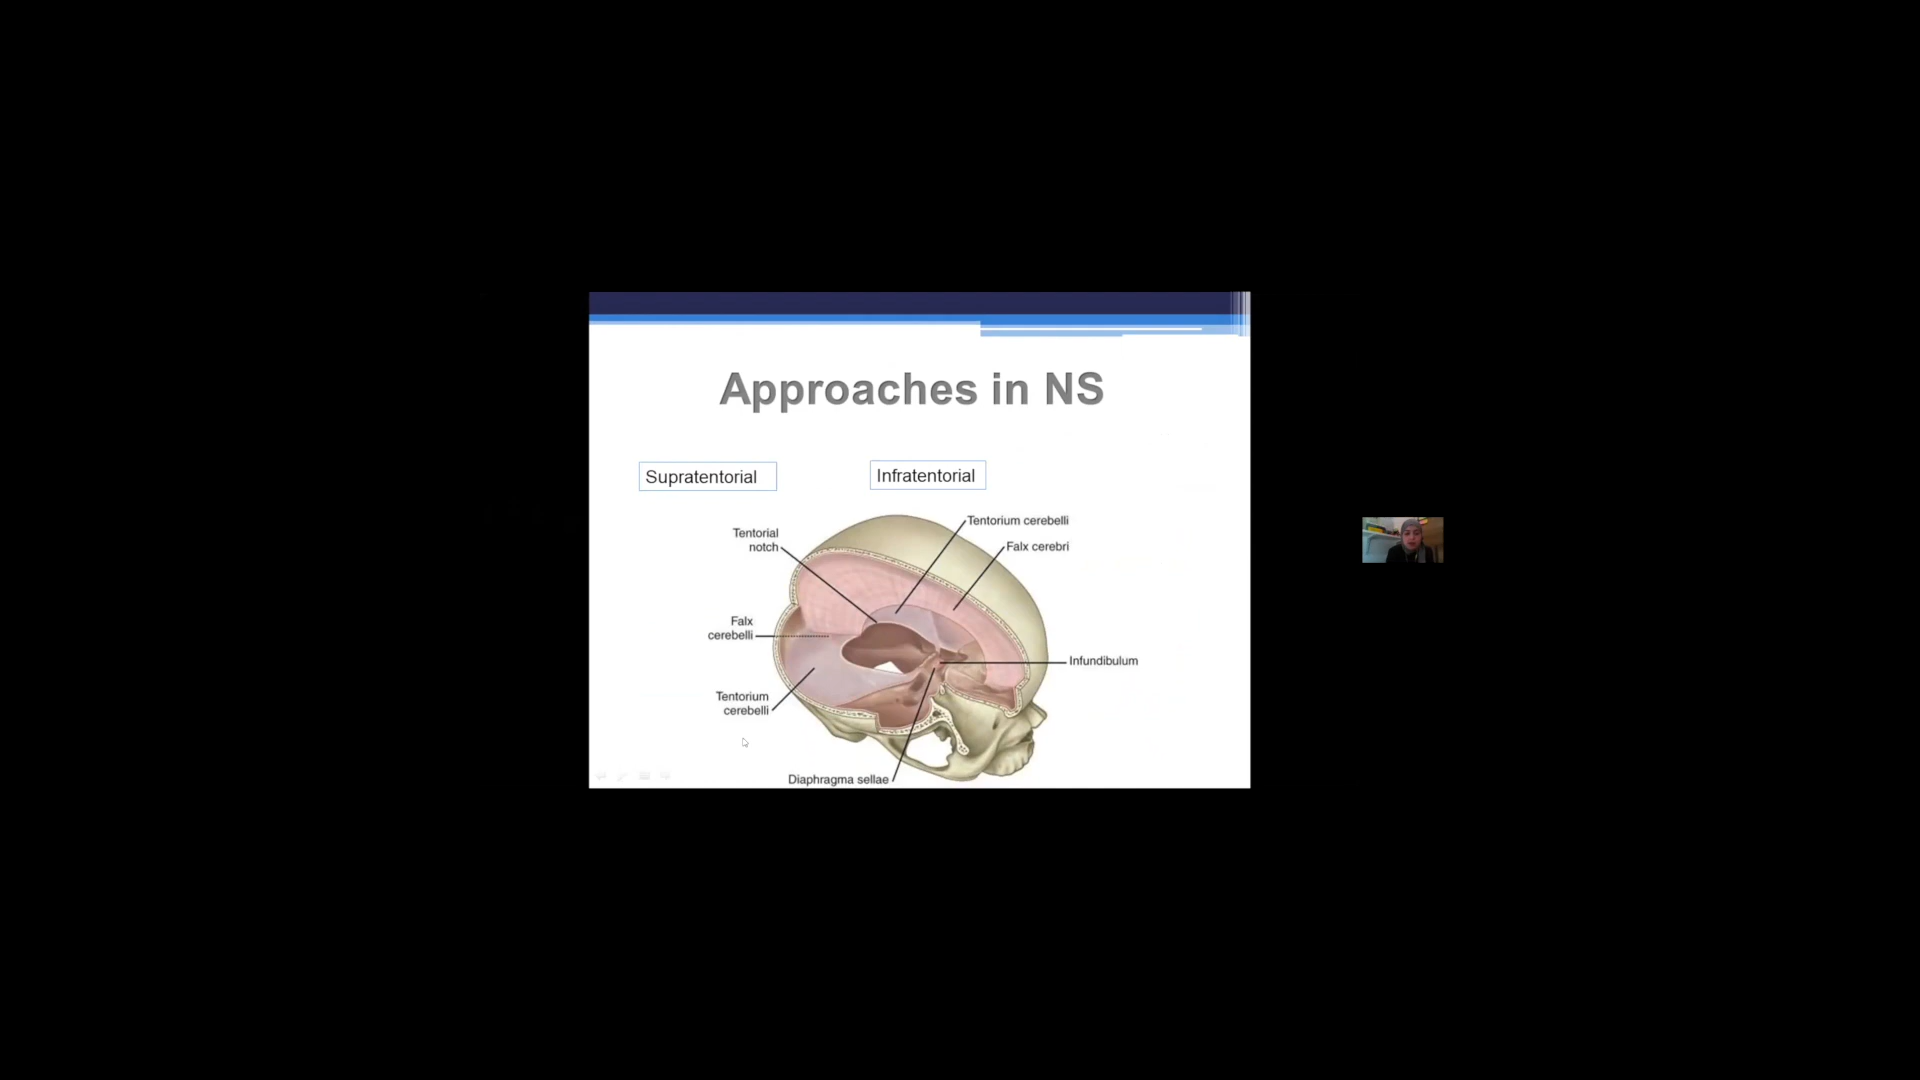 Approaches in NS
Supratentorial
Infratentorial
Tentorium cerebelli
Tentorial
notch
Falx cerebri
Falx
cerebelli
Infundibulum
Tentorium
cerebelli
Diaphragma sellae